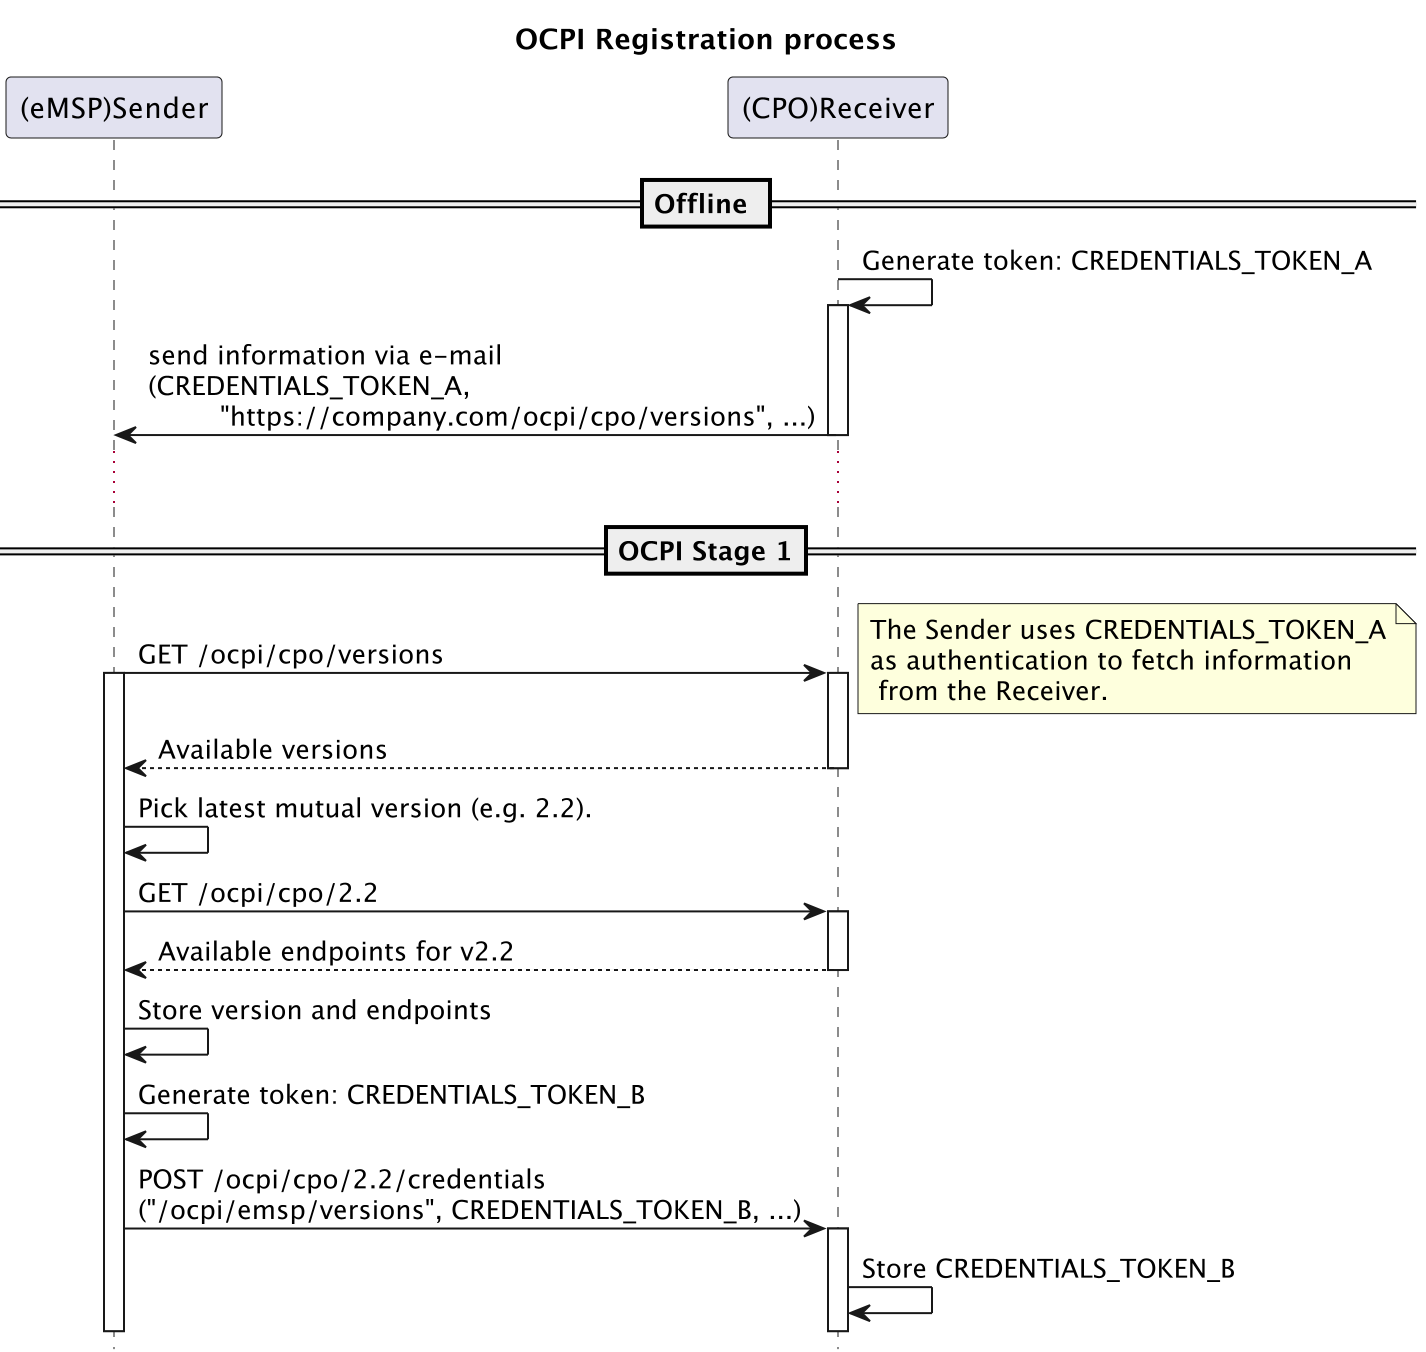 OCPI Registration process
(eMSP)Sender
(CPO)Receiver
Offline
Generate token: CREDENTIALS_TOKEN_A
send information via e-mail
(CREDENTIALS_TOKEN_A,
"https://company.com/ocpi/cpo/versions", ...)
OCPI Stage 1
The Sender uses CREDENTIALS_TOKEN_A
as authentication to fetch information
from the Receiver.
GET /ocpi/cpo/versions
Available versions
Pick latest mutual version (e.g. 2.2).
GET /ocpi/cpo/2.2
Available endpoints for v2.2
Store version and endpoints
Generate token: CREDENTIALS_TOKEN_B
POST /ocpi/cpo/2.2/credentials
("/ocpi/emsp/versions", CREDENTIALS_TOKEN_B, ...)
Store CREDENTIALS_TOKEN_B